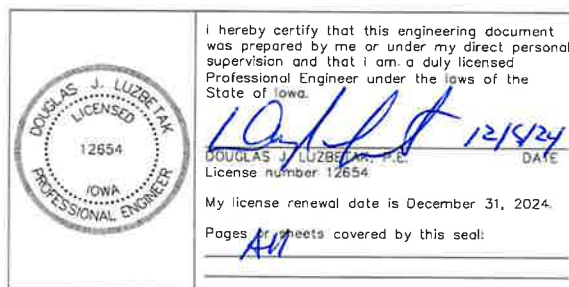 DOUGLAS J. LUZBETAK
LICENSED
12654
IOWA
PROFESSIONAL ENGINEER
I hereby certify that this engineering document
was prepared by me or under my direct personal
supervision and that I am a duly licensed
Professional Engineer under the laws of the
State of Iowa.
12/5/24
DOUGLAS J. LUZBETAK, P.E. DATE
License number 12654
My license renewal date is December 31, 2024.
Pages or sheets covered by this seal:
All